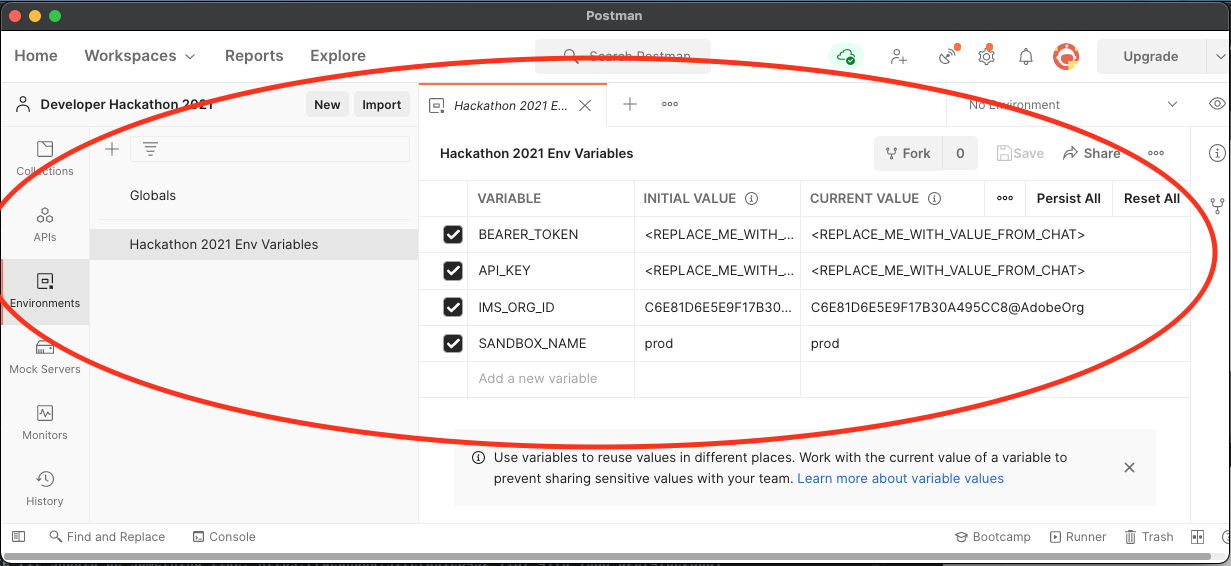 Postman
Home Workspaces Reports Explore Search Postman Upgrade
Developer Hackathon 2021 New Import Hackathon 2021 E... No Environment
Collections
APIs
Environments
Mock Servers
Monitors
History
Globals
Hackathon 2021 Env Variables
Hackathon 2021 Env Variables Fork 0 Save Share
VARIABLE INITIAL VALUE CURRENT VALUE Persist All Reset All
BEARER_TOKEN <REPLACE_ME_WITH_... <REPLACE_ME_WITH_VALUE_FROM_CHAT>
API_KEY <REPLACE_ME_WITH_... <REPLACE_ME_WITH_VALUE_FROM_CHAT>
IMS_ORG_ID C6E81D6E5E9F17B30... C6E81D6E5E9F17B30A495CC8@AdobeOrg
SANDBOX_NAME prod prod
Add a new variable
Use variables to reuse values in different places. Work with the current value of a variable to
prevent sharing sensitive values with your team. Learn more about variable values
Find and Replace Console Bootcamp Runner Trash